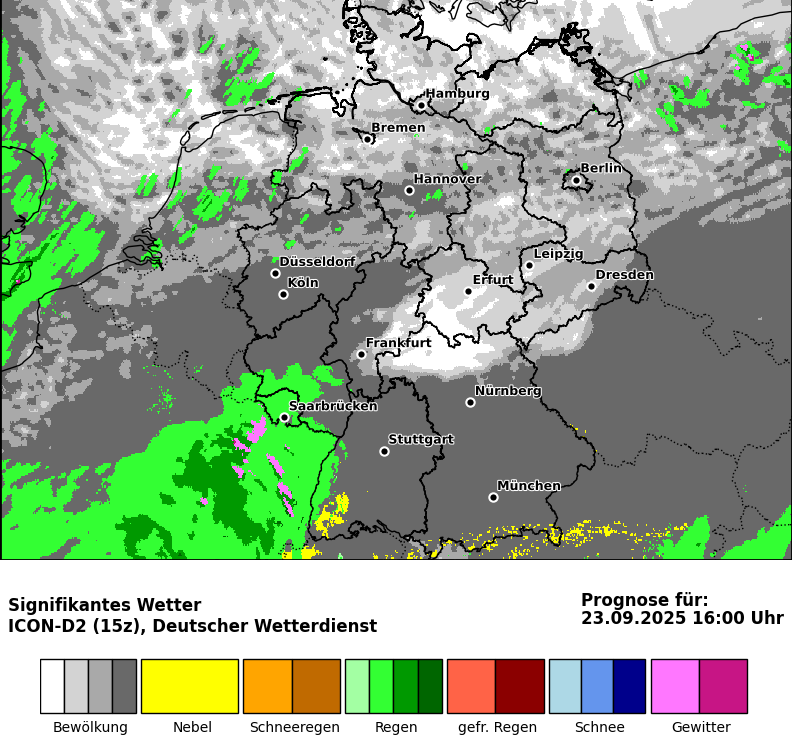 Hamburg
Bremen
Berlin
Hannover
Leipzig
Düsseldorf
Dresden
Köln
Erfurt
Frankfurt
Nürnberg
Saarbrücken
Stuttgart
München
Signifikantes Wetter
ICON-D2 (15z), Deutscher Wetterdienst
Prognose für:
23.09.2025 16:00 Uhr
Bewölkung Nebel Schneeregen Regen gefr. Regen Schnee Gewitter